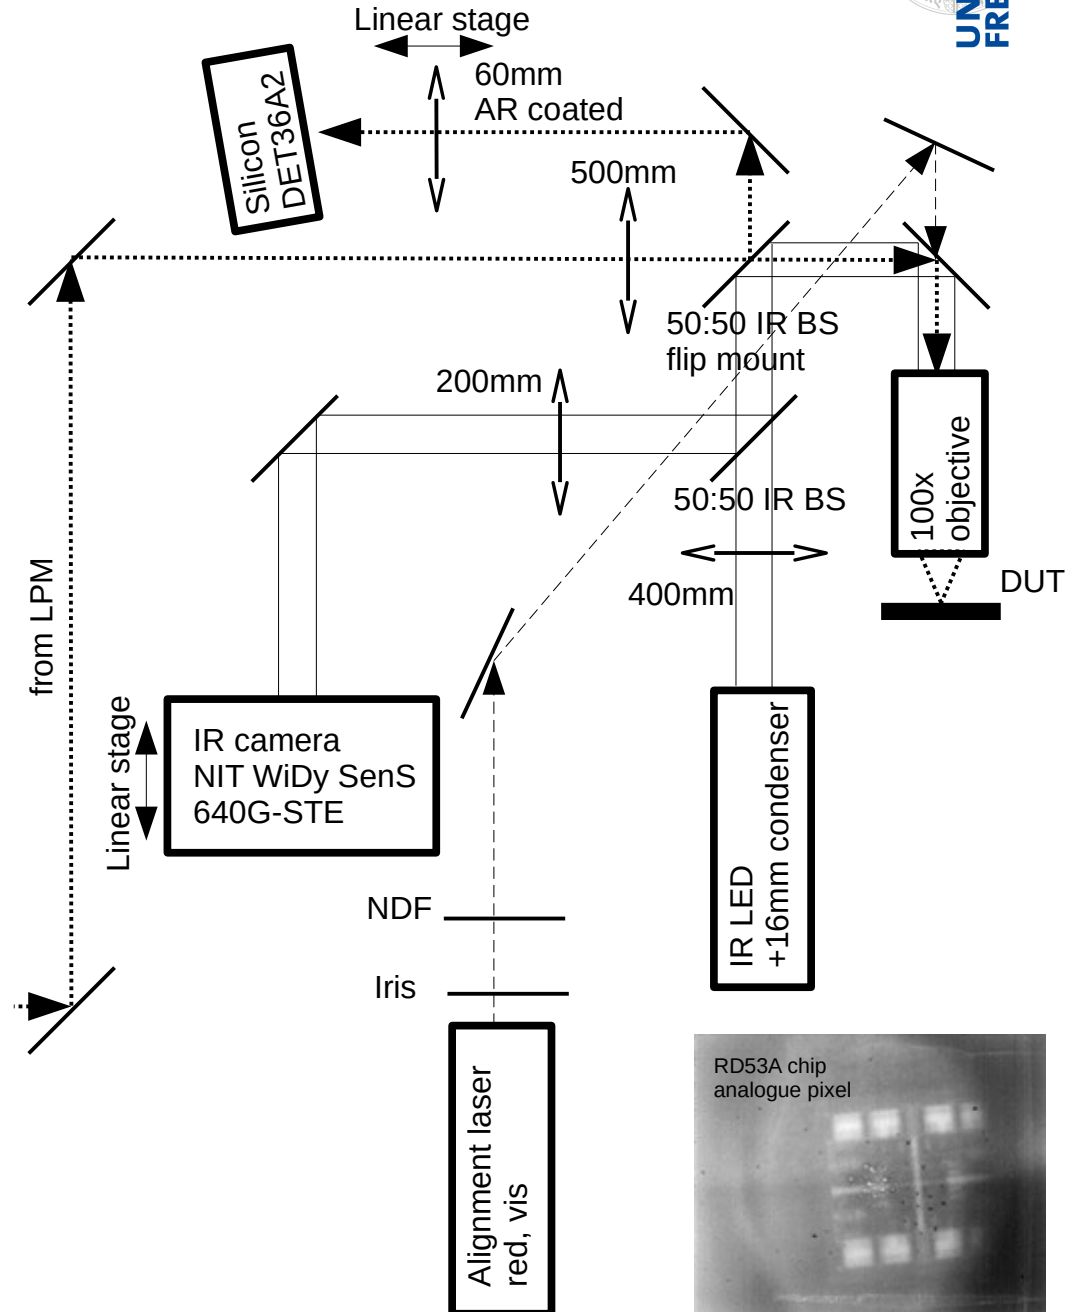 Linear stage
UN
FRE
60mm
AR coated
Silicon
DET36A2
500mm
50:50 IR BS
flip mount
200mm
100x
objective
50:50 IR BS
DUT
400mm
from LPM
Linear stage
IR camera
NIT WiDy SenS
640G-STE
IR LED
+16mm condenser
NDF
Iris
Alignment laser
red, vis
RD53A chip
analogue pixel